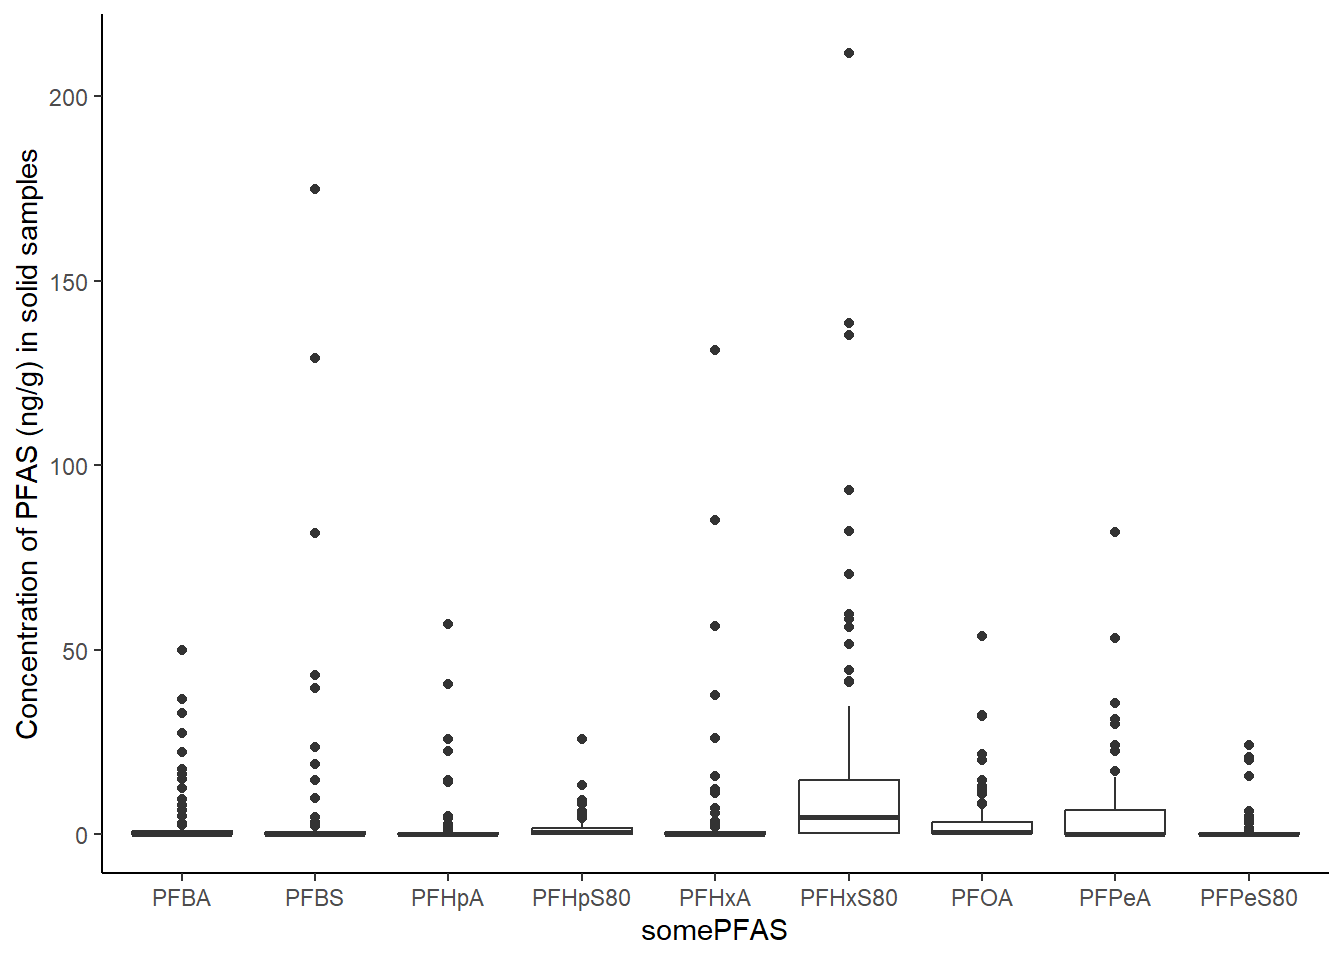 Concentration of PFAS (ng/g) in solid samples
200
150
100
50
0
PFBA PFBS PFHpA PFHpS80 PFHxA PFHxS80 PFOA PFPeA PFPeS80
somePFAS